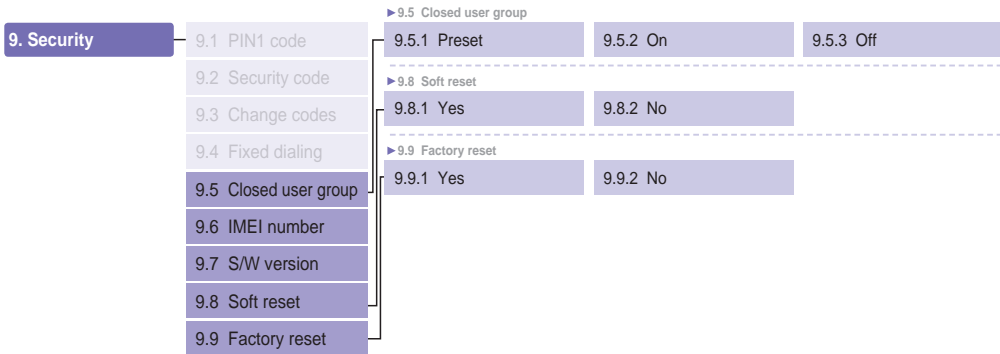 9. Security
9.1 PIN1 code
9.2 Security code
9.3 Change codes
9.4 Fixed dialing
9.5 Closed user group
9.6 IMEI number
9.7 S/W version
9.8 Soft reset
9.9 Factory reset
►9.5 Closed user group
9.5.1 Preset 9.5.2 On 9.5.3 Off
►9.8 Soft reset
9.8.1 Yes 9.8.2 No
►9.9 Factory reset
9.9.1 Yes 9.9.2 No